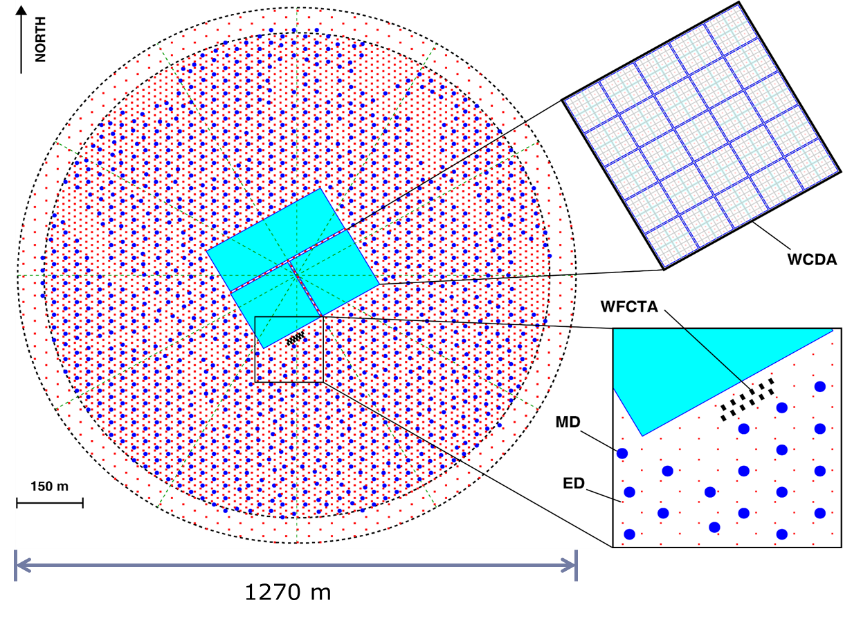 NORTH
WCDA
WFCTA
MD
ED
150 m
1270 m